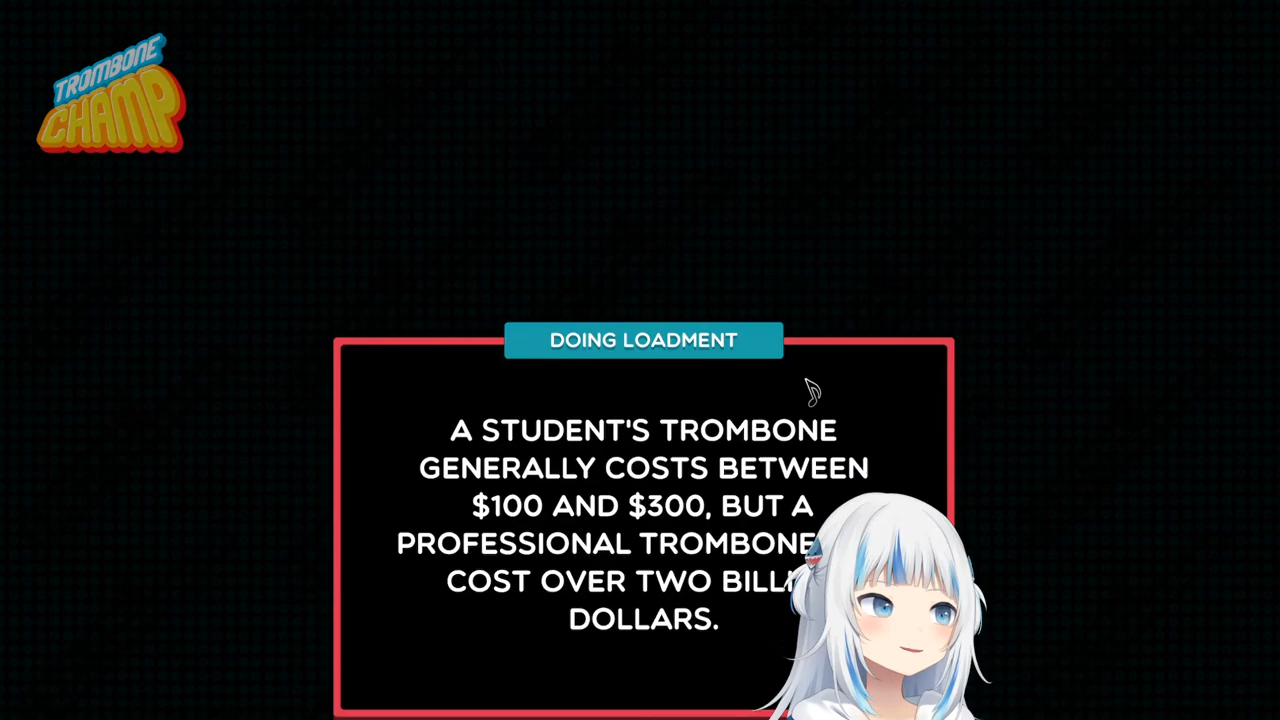 TROMBONE
CHAMP
DOING LOADMENT
A STUDENT'S TROMBONE
GENERALLY COSTS BETWEEN
$100 AND $300, BUT A
PROFESSIONAL TROMBONE
COST OVER TWO
DOLLARS.